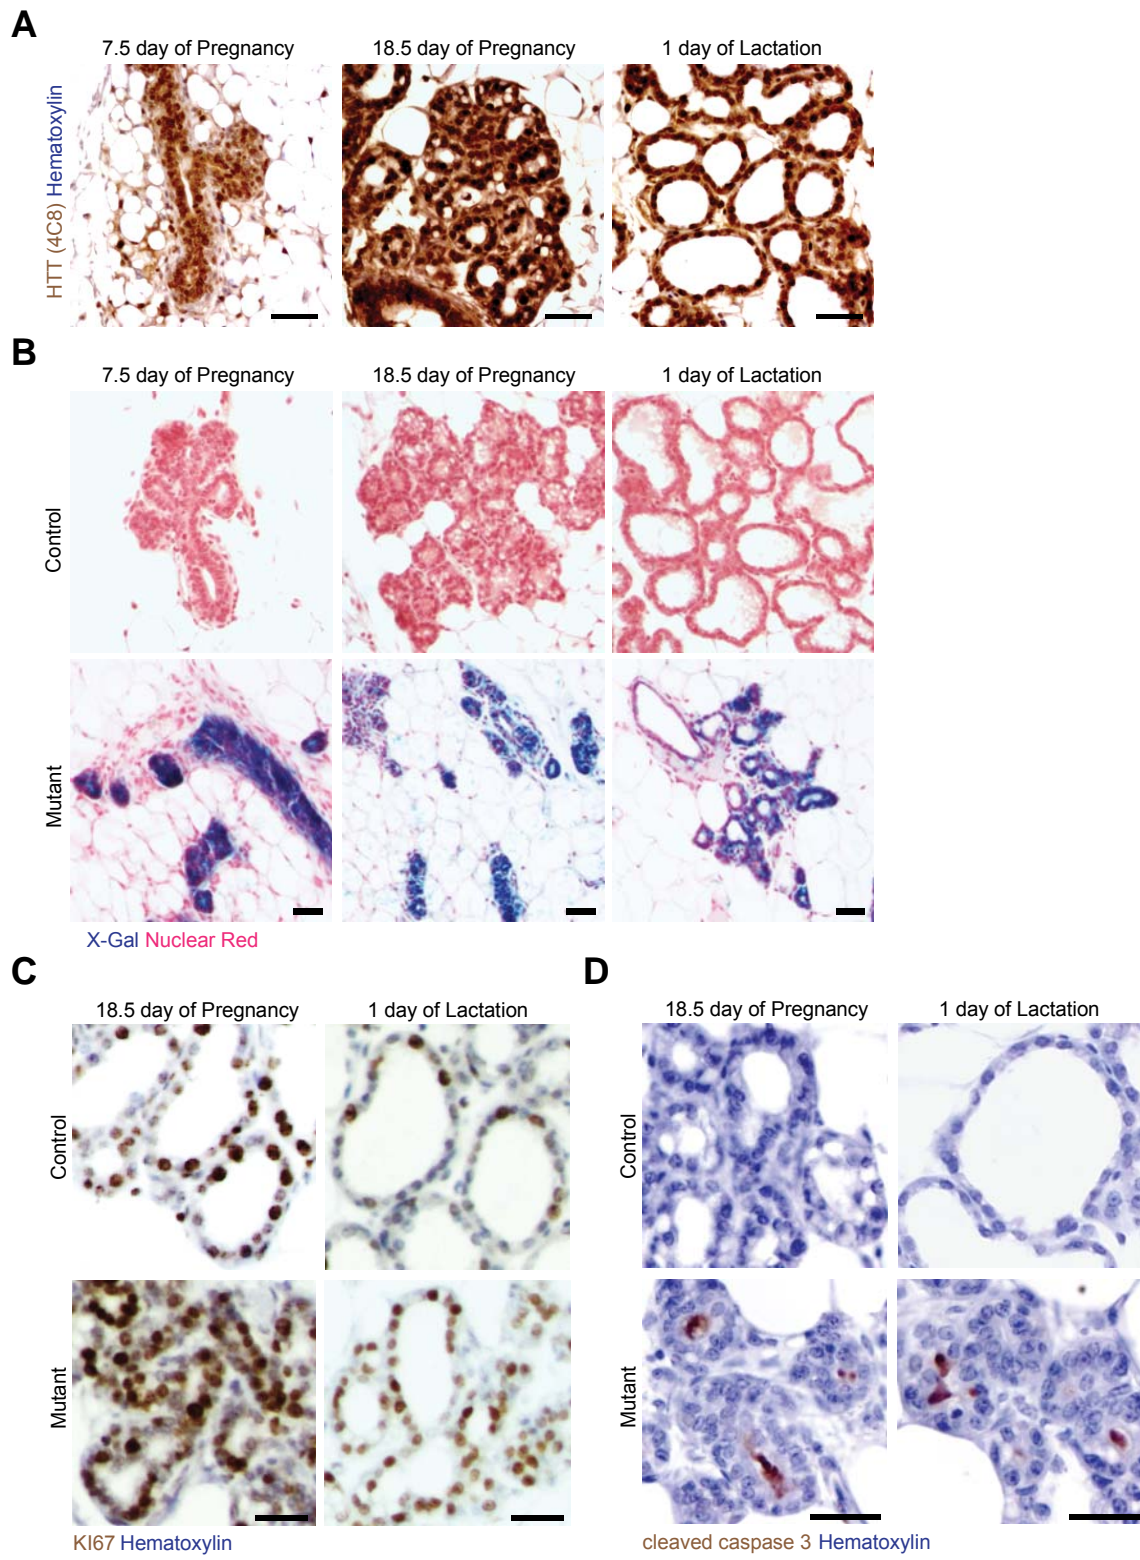 A
7.5 day of Pregnancy
18.5 day of Pregnancy
1 day of Lactation
HTT (4C8) Hematoxylin
B
7.5 day of Pregnancy
18.5 day of Pregnancy
1 day of Lactation
Control
Mutant
X-Gal Nuclear Red
C
18.5 day of Pregnancy
1 day of Lactation
Control
Mutant
KI67 Hematoxylin
D
18.5 day of Pregnancy
1 day of Lactation
Control
Mutant
cleaved caspase 3 Hematoxylin